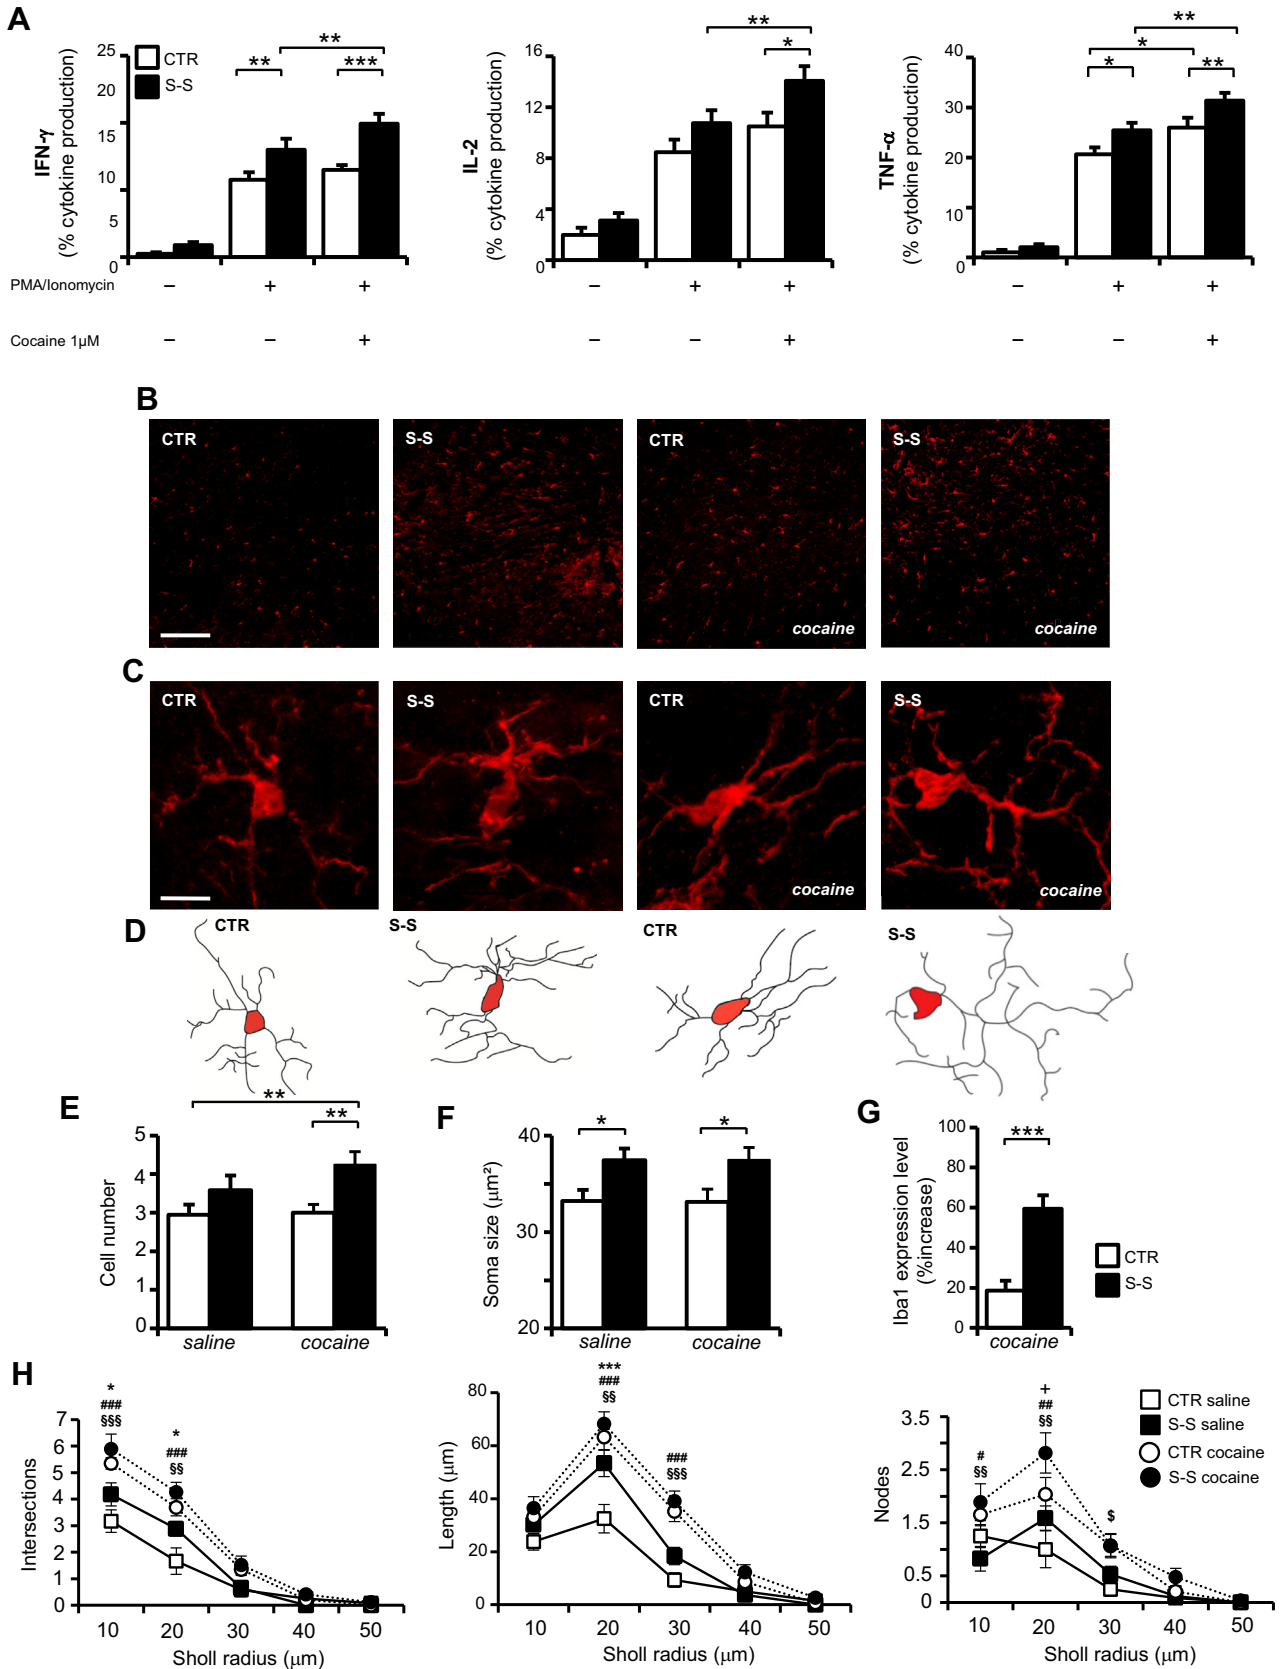 A
CTR
S-S
IFN-γ
(% cytokine production)
25
20
15
10
5
0
** *** **
IL-2
(% cytokine production)
16
12
8
4
0
** *
TNF-α
(% cytokine production)
40
30
20
10
0
* * ** **
PMA/Ionomycin − + + − + + − + +
Cocaine 1μM − − + − − + − − +
B
CTR
S-S
CTR
cocaine
S-S
cocaine
C
CTR
S-S
CTR
cocaine
S-S
cocaine
D
CTR
S-S
CTR
S-S
E
Cell number
5
4
3
2
1
0
** **
saline cocaine
F
Soma size (μm²)
40
30
20
* *
saline cocaine
G
Iba1 expression level
(%increase)
100
80
60
40
20
0
***
cocaine
CTR
S-S
H
Intersections
7
6
5
4
3
2
1
0
*
###
§§§
*
###
§§
10 20 30 40 50
Sholl radius (μm)
Length (μm)
80
60
40
20
0
***
###
§§
###
§§§
10 20 30 40 50
Sholl radius (μm)
Nodes
3.5
2.5
1.5
0.5
0
#
§§
+
##
§§
$
10 20 30 40 50
Sholl radius (μm)
CTR saline
S-S saline
CTR cocaine
S-S cocaine